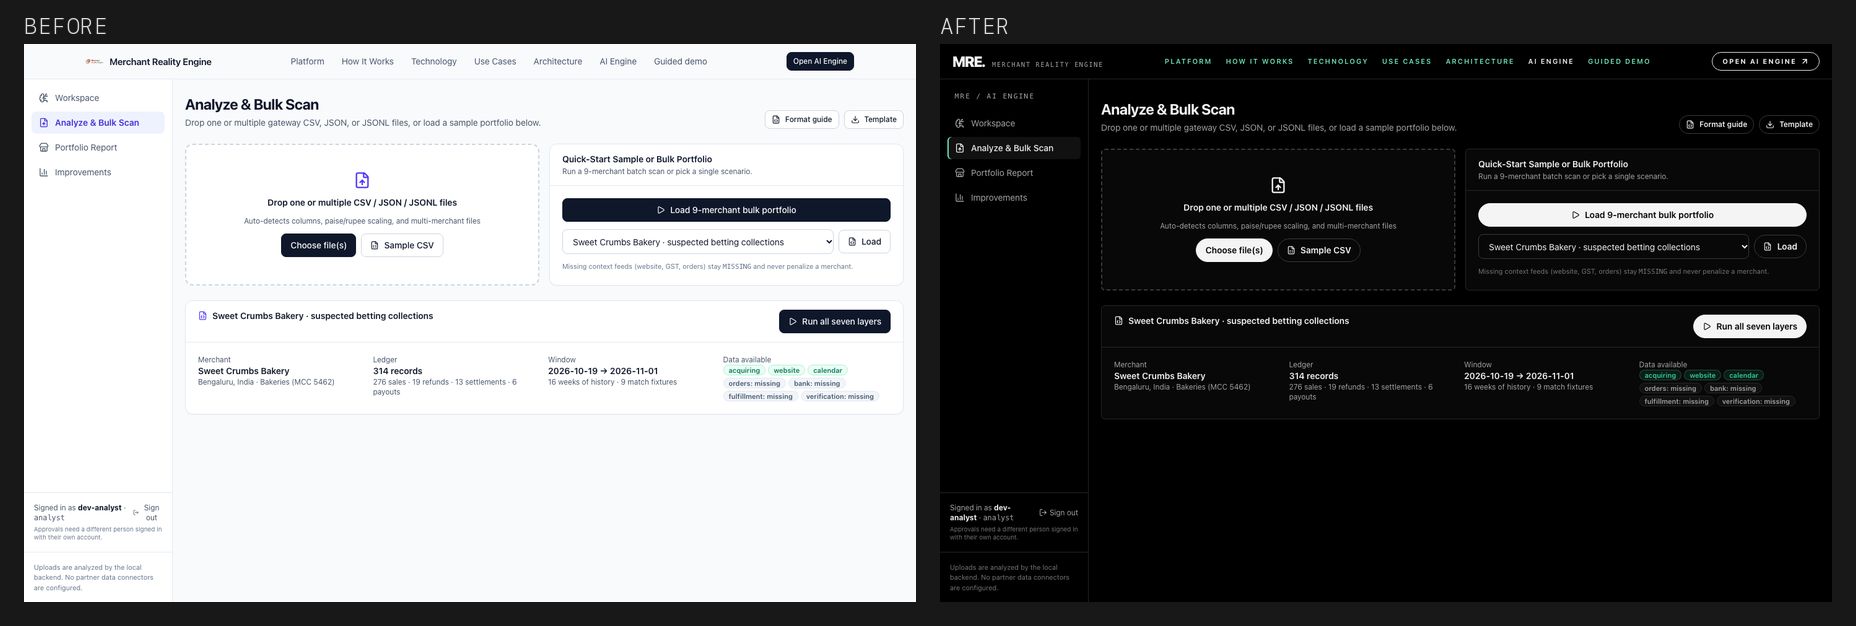 BEFORE
Merchant Reality Engine
Platform
How It Works
Technology
Use Cases
Architecture
AI Engine
Guided demo
Open AI Engine
Workspace
Analyze & Bulk Scan
Portfolio Report
Improvements
Analyze & Bulk Scan
Drop one or multiple gateway CSV, JSON, or JSONL files, or load a sample portfolio below.
Format guide
Template
Drop one or multiple CSV / JSON / JSONL files
Auto-detects columns, paise/rupee scaling, and multi-merchant files
Choose file(s)
Sample CSV
Quick-Start Sample or Bulk Portfolio
Run a 9-merchant batch scan or pick a single scenario.
Load 9-merchant bulk portfolio
Sweet Crumbs Bakery · suspected betting collections
Load
Missing context feeds (website, GST, orders) stay MISSING and never penalize a merchant.
Sweet Crumbs Bakery · suspected betting collections
Run all seven layers
Merchant
Sweet Crumbs Bakery
Bengaluru, India · Bakeries (MCC 5462)
Ledger
314 records
276 sales · 19 refunds · 13 settlements · 6
payouts
Window
2026-10-19 → 2026-11-01
16 weeks of history · 9 match fixtures
Data available
acquiring
website
calendar
orders: missing
bank: missing
fulfillment: missing
verification: missing
Signed in as dev-analyst ·
analyst
Sign
out
Approvals need a different person signed in
with their own account.
Uploads are analyzed by the local
backend. No partner data connectors
are configured.
AFTER
MRE. MERCHANT REALITY ENGINE
PLATFORM
HOW IT WORKS
TECHNOLOGY
USE CASES
ARCHITECTURE
AI ENGINE
GUIDED DEMO
OPEN AI ENGINE
MRE / AI ENGINE
Workspace
Analyze & Bulk Scan
Portfolio Report
Improvements
Analyze & Bulk Scan
Drop one or multiple gateway CSV, JSON, or JSONL files, or load a sample portfolio below.
Format guide
Template
Drop one or multiple CSV / JSON / JSONL files
Auto-detects columns, paise/rupee scaling, and multi-merchant files
Choose file(s)
Sample CSV
Quick-Start Sample or Bulk Portfolio
Run a 9-merchant batch scan or pick a single scenario.
Load 9-merchant bulk portfolio
Sweet Crumbs Bakery · suspected betting collections
Load
Missing context feeds (website, GST, orders) stay MISSING and never penalize a merchant.
Sweet Crumbs Bakery · suspected betting collections
Run all seven layers
Merchant
Sweet Crumbs Bakery
Bengaluru, India · Bakeries (MCC 5462)
Ledger
314 records
276 sales · 19 refunds · 13 settlements · 6
payouts
Window
2026-10-19 → 2026-11-01
16 weeks of history · 9 match fixtures
Data available
acquiring
website
calendar
orders: missing
bank: missing
fulfillment: missing
verification: missing
Signed in as dev-
analyst · analyst
Sign out
Approvals need a different person signed in
with their own account.
Uploads are analyzed by the local
backend. No partner data connectors
are configured.